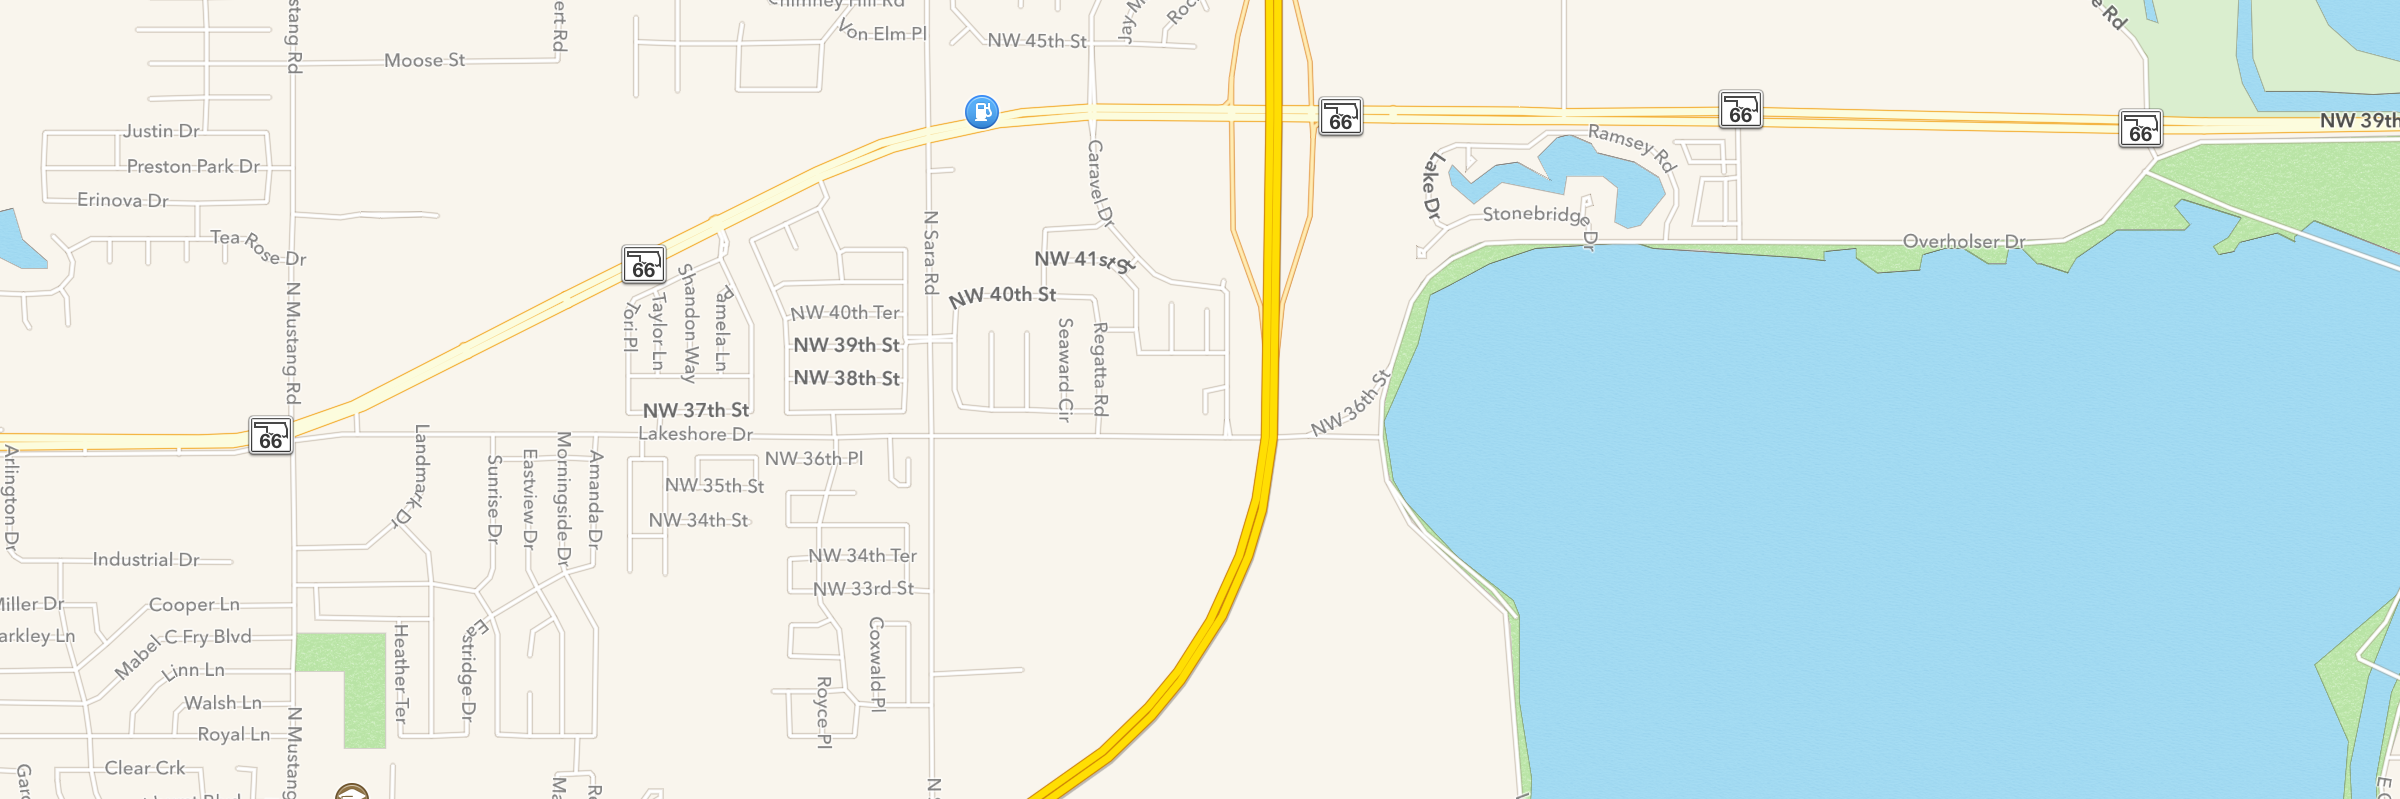 Chimney Hill Rd
Von Elm Pl
NW 45th St
Moose St
N Mustang Rd
66
66
66
NW 39th
Justin Dr
Preston Park Dr
Erinova Dr
Tea Rose Dr
N Sara Rd
Caravel Dr
Lake Dr
Ramsey Rd
Stonebridge Dr
Overholser Dr
66
NW 41st St
NW 40th St
NW 40th Ter
NW 39th St
NW 38th St
NW 37th St
Tori Pl
Taylor Ln
Shandon Way
Pamela Ln
Seaward Cir
Regatta Rd
NW 36th St
66
Lakeshore Dr
NW 36th Pl
NW 35th St
NW 34th St
NW 34th Ter
NW 33rd St
Arlington Dr
Landmark Dr
Sunrise Dr
Eastview Dr
Morningside Dr
Amanda Dr
Industrial Dr
Miller Dr
Cooper Ln
arkley Ln
Mabel C Fry Blvd
Linn Ln
Walsh Ln
Royal Ln
Clear Crk
Heather Ter
Eastridge Dr
Coxwald Pl
Royce Pl
N Mustang